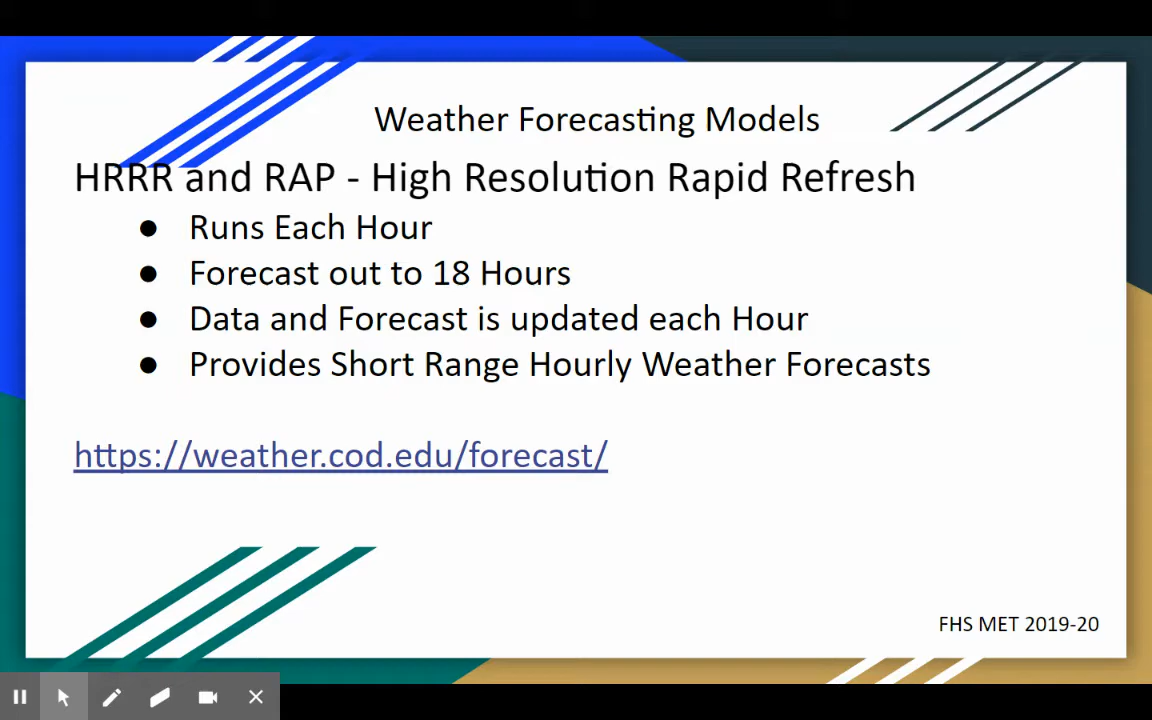 Weather Forecasting Models
HRRR and RAP - High Resolution Rapid Refresh
● Runs Each Hour
● Forecast out to 18 Hours
● Data and Forecast is updated each Hour
● Provides Short Range Hourly Weather Forecasts
https://weather.cod.edu/forecast/
FHS MET 2019-20